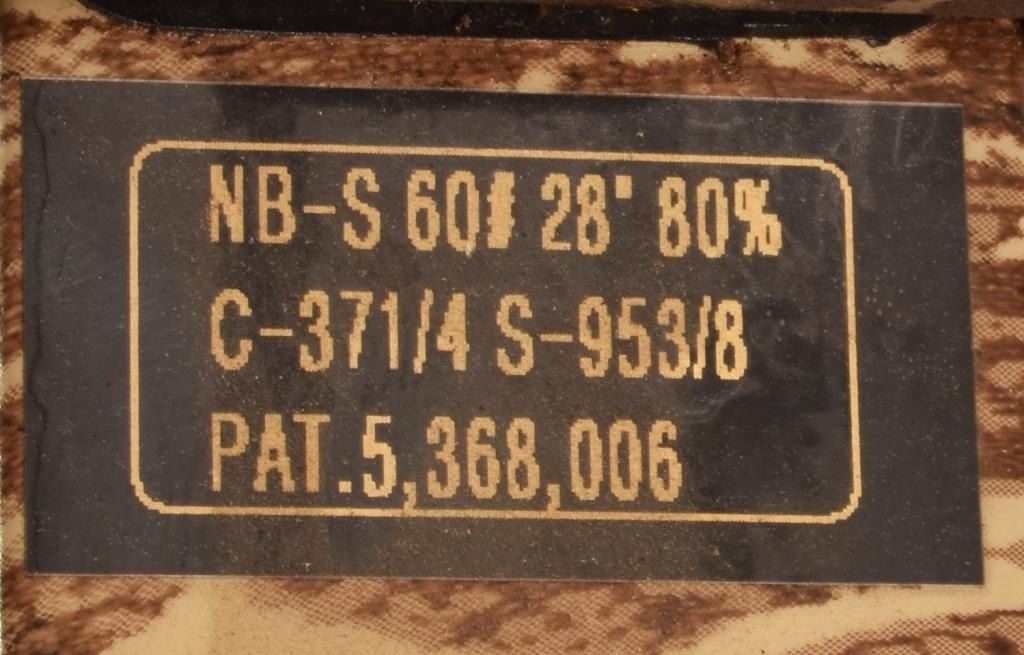 NB-S 60# 28" 80%
C-371/4 S-953/8
PAT.5,368,006